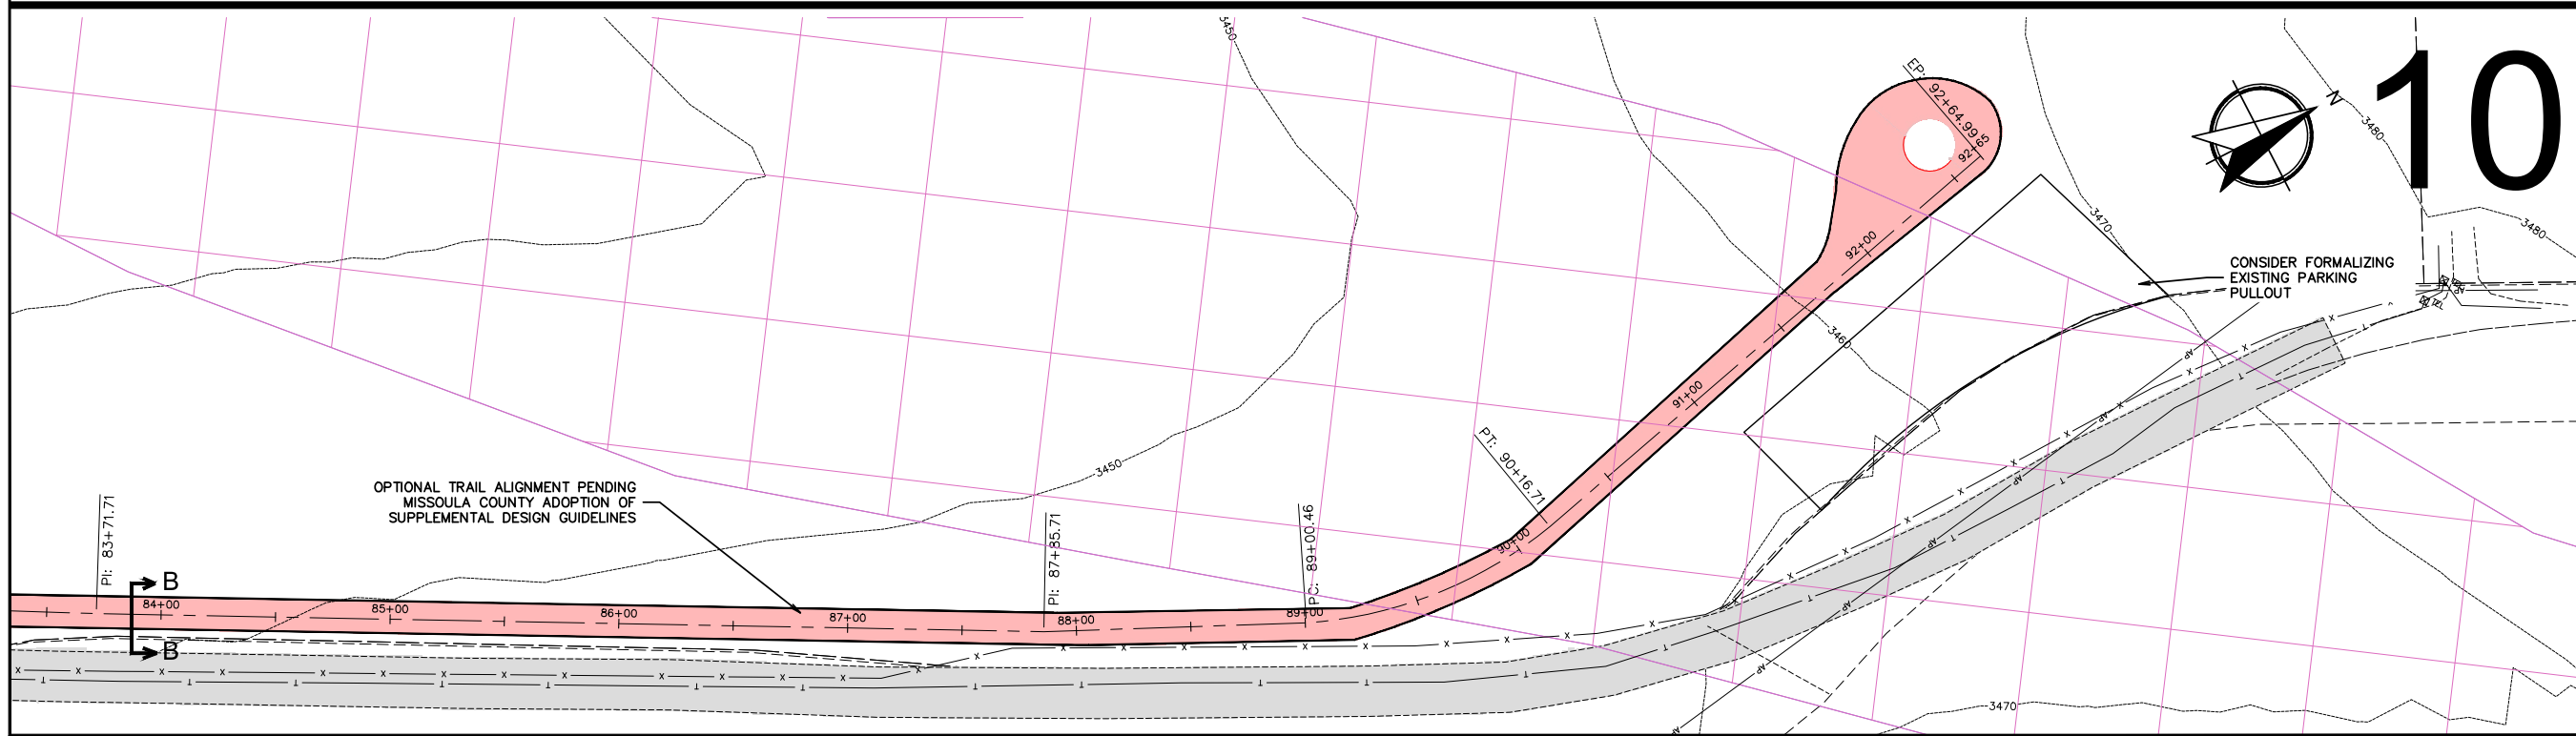 10
N
3450
3480
3480
3470
3460
3450
3470
EP: 92+64.99
92+65
92+00
91+00
CONSIDER FORMALIZING
EXISTING PARKING
PULLOUT
PT: 90+16.71
90+00
OPTIONAL TRAIL ALIGNMENT PENDING
MISSOULA COUNTY ADOPTION OF
SUPPLEMENTAL DESIGN GUIDELINES
PI: 83+71.71
PI: 87+85.71
PC: 89+00.46
B
84+00
85+00
86+00
87+00
88+00
89+00
B